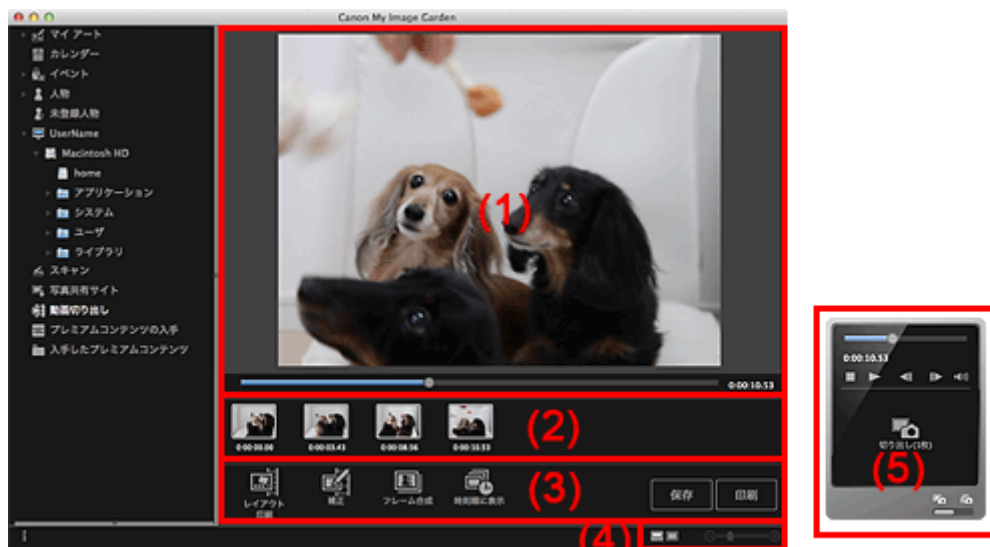 Canon My Image Garden
マイ アート
カレンダー
イベント
人物
未登録人物
UserName
Macintosh HD
home
アプリケーション
システム
ユーザ
ライブラリ
スキャン
写真共有サイト
動画切り出し
プレミアムコンテンツの入手
入手したプレミアムコンテンツ
(1)
0:00:10.53
0:00:00.00
0:00:03.43
0:00:08.56
0:00:10.53
(2)
レイアウト
印刷
補正
フレーム合成
時刻順に表示
(3)
保存
印刷
(4)
0:00:10.53
切り出し(1枚)
(5)